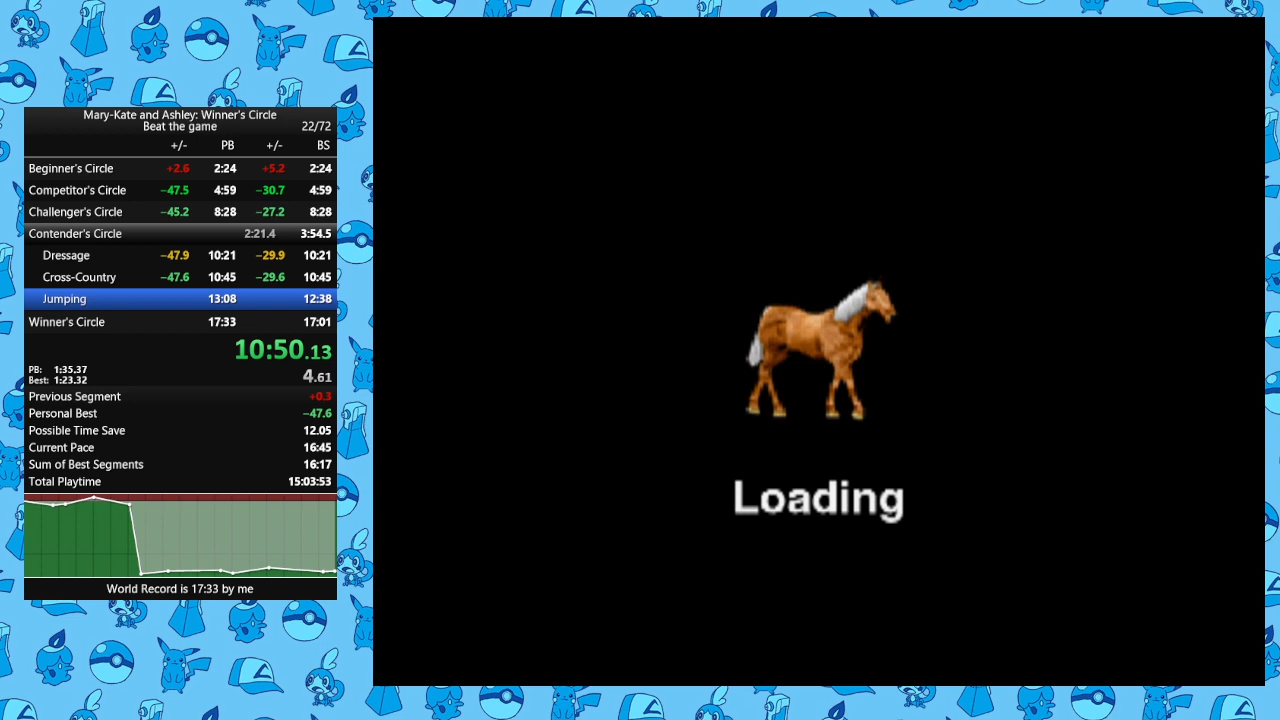 Mary-Kate and Ashley: Winner's Circle
Beat the game 22/72
+/- PB +/- BS
Beginner's Circle +2.6 2:24 +5.2 2:24
Competitor's Circle −47.5 4:59 −30.7 4:59
Challenger's Circle −45.2 8:28 −27.2 8:28
Contender's Circle 2:21.4 3:54.5
Dressage −47.9 10:21 −29.9 10:21
Cross-Country −47.6 10:45 −29.6 10:45
Jumping 13:08 12:38
Winner's Circle 17:33 17:01
10:50.13
PB: 1:35.37
Best: 1:23.32
4.61
Previous Segment +0.3
Personal Best −47.6
Possible Time Save 12.05
Current Pace 16:45
Sum of Best Segments 16:17
Total Playtime 15:03:53
World Record is 17:33 by me
Loading